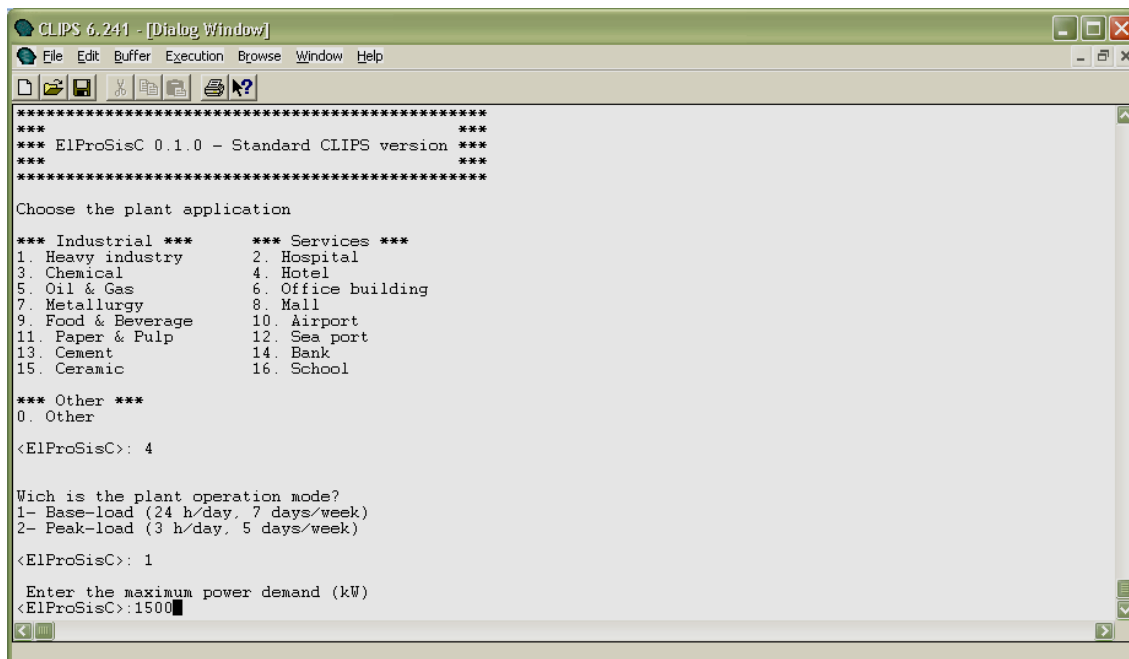 CLIPS 6.241 - [Dialog Window]
File Edit Buffer Execution Browse Window Help
************************************************
*** ***
*** ElProSisC 0.1.0 - Standard CLIPS version ***
*** ***
************************************************
Choose the plant application
*** Industrial *** *** Services ***
1. Heavy industry 2. Hospital
3. Chemical 4. Hotel
5. Oil & Gas 6. Office building
7. Metallurgy 8. Mall
9. Food & Beverage 10. Airport
11. Paper & Pulp 12. Sea port
13. Cement 14. Bank
15. Ceramic 16. School
*** Other ***
0. Other
<ElProSisC>: 4
Wich is the plant operation mode?
1- Base-load (24 h/day, 7 days/week)
2- Peak-load (3 h/day, 5 days/week)
<ElProSisC>: 1
Enter the maximum power demand (kW)
<ElProSisC>:1500